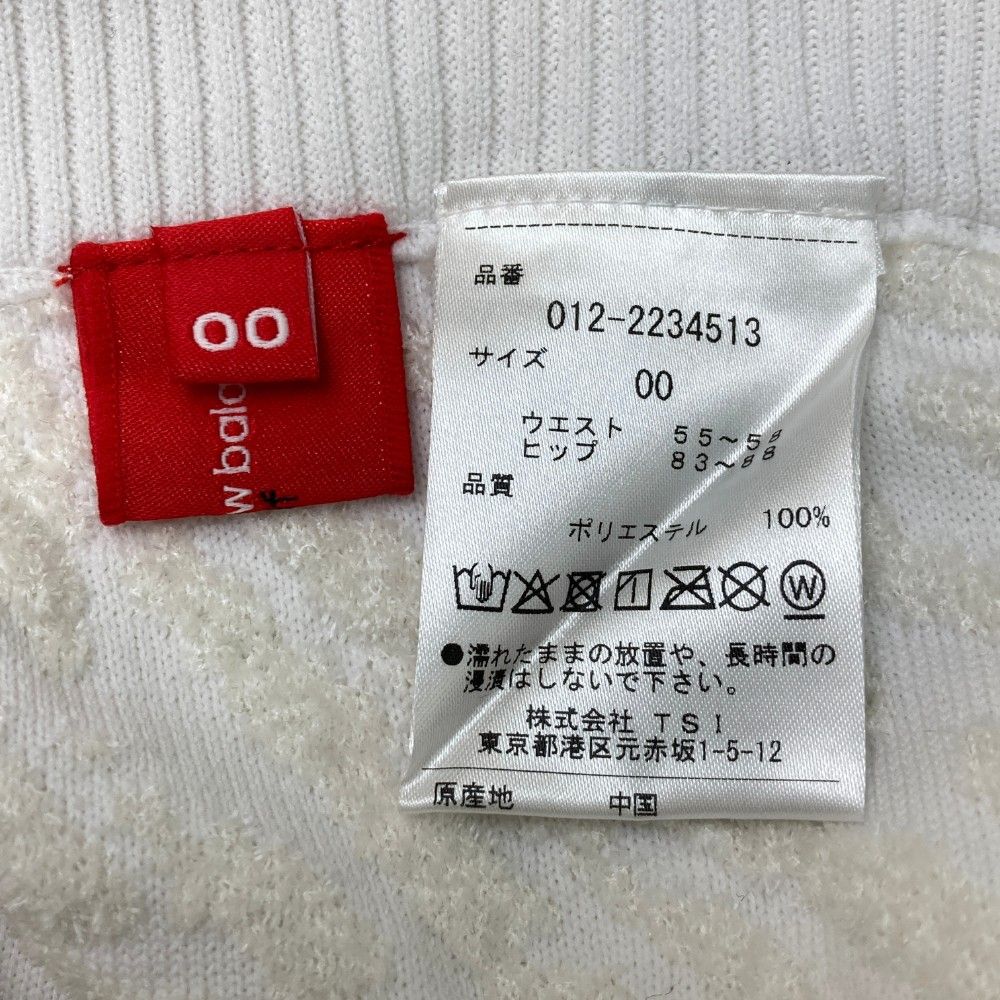 OO
w bala
f
品番
012-2234513
サイズ
00
ウエスト 55～58
ヒップ 83～88
品質
ポリエステル 100%
W
●濡れたままの放置や、長時間の
浸漬はしないで下さい。
株式会社 TSI
東京都港区元赤坂1-5-12
原産地 中国